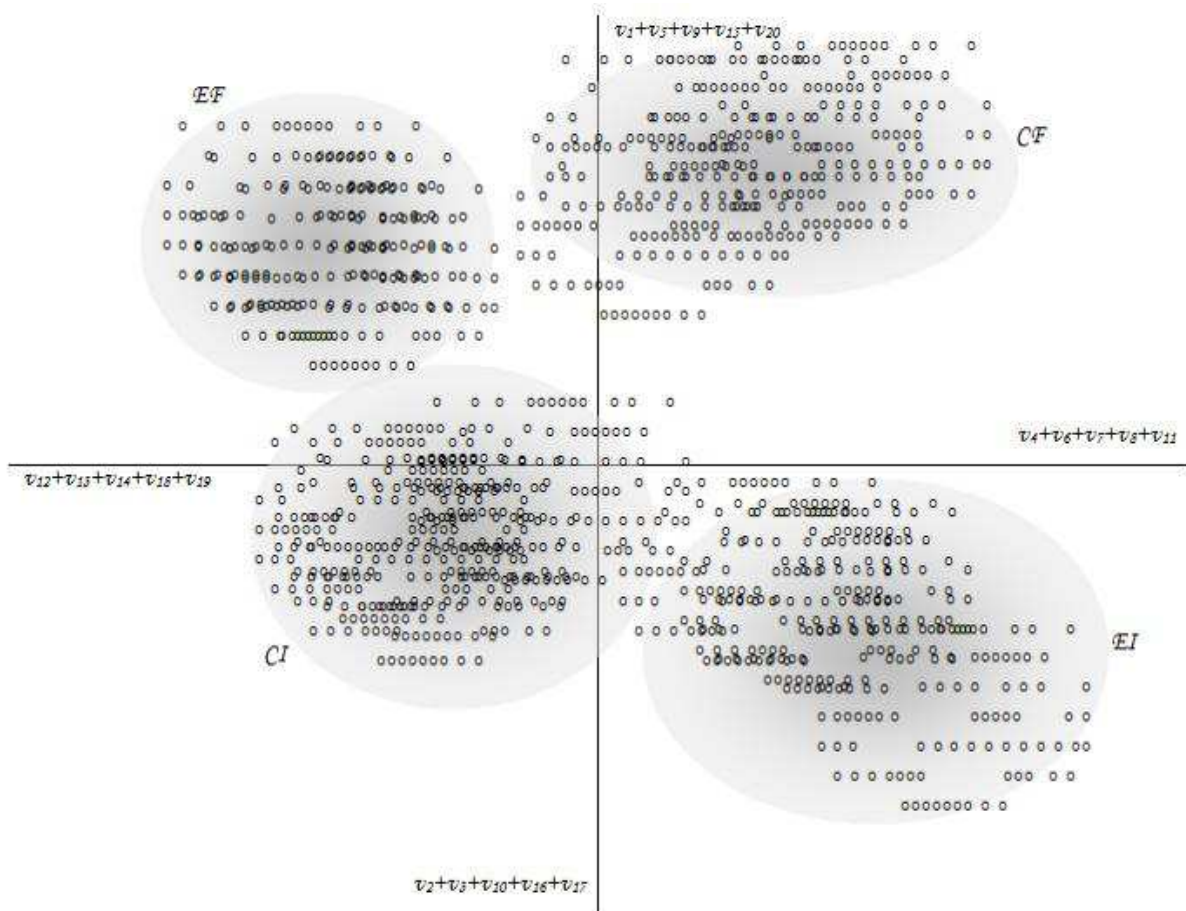 v₁+v₅+v₉+v₁₅+v₂₀
EF
CF
v₄+v₆+v₇+v₈+v₁₁
v₁₂+v₁₃+v₁₄+v₁₈+v₁₉
CI
EI
v₂+v₃+v₁₀+v₁₆+v₁₇